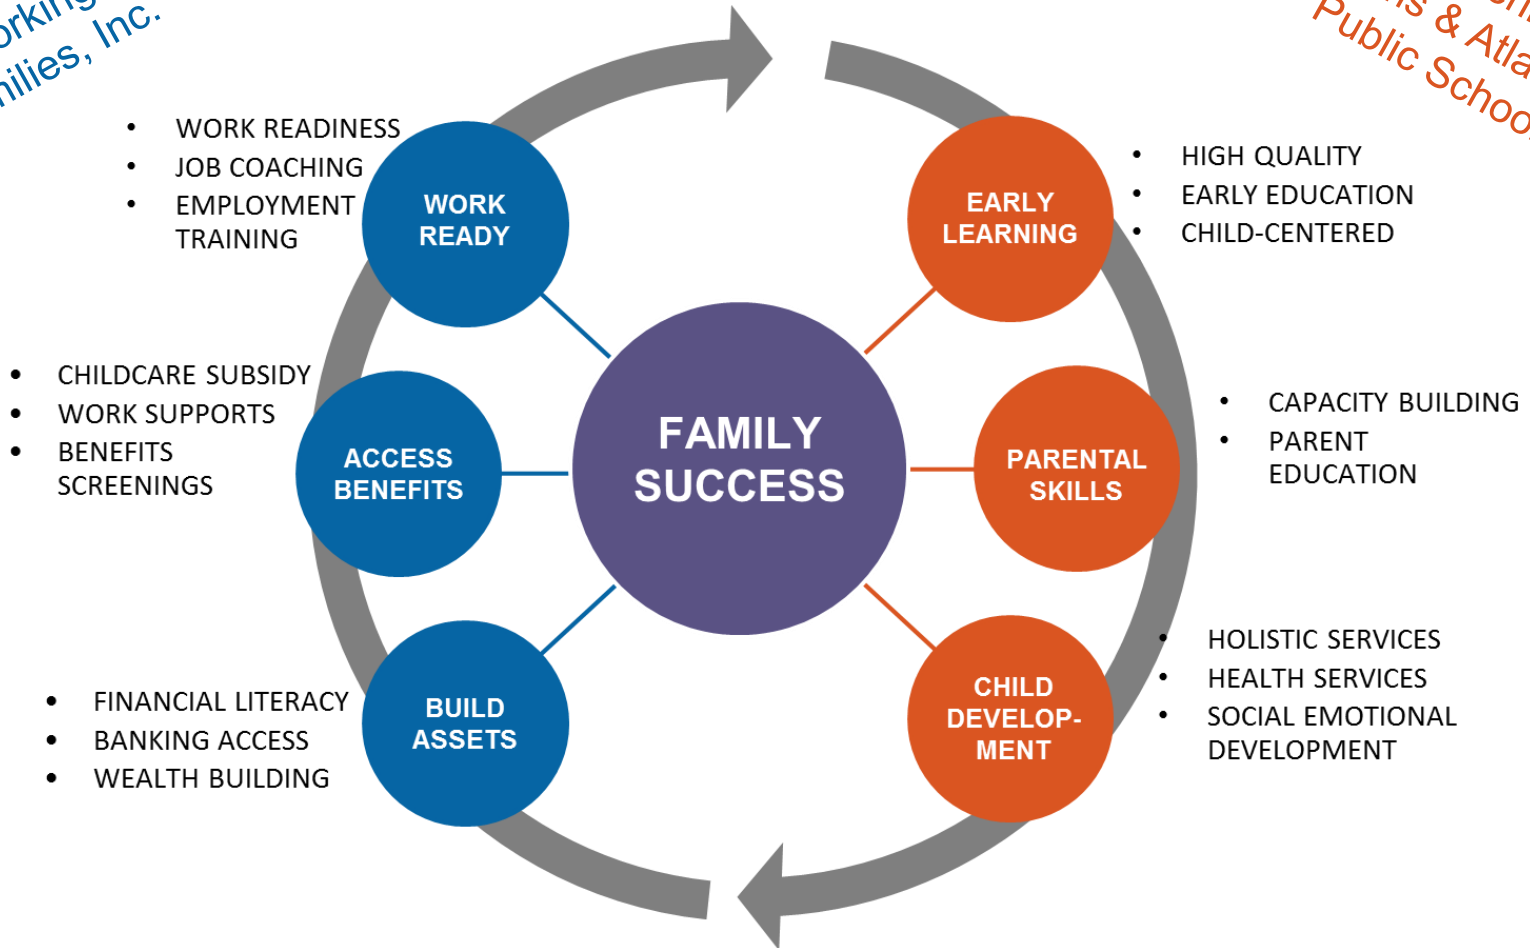 Inc.
Public
WORK READINESS
JOB COACHING
EMPLOYMENT
TRAINING
WORK
READY
EARLY
LEARNING
HIGH QUALITY
EARLY EDUCATION
CHILD-CENTERED
CHILDCARE SUBSIDY
WORK SUPPORTS
BENEFITS
SCREENINGS
ACCESS
BENEFITS
FAMILY
SUCCESS
PARENTAL
SKILLS
CAPACITY BUILDING
PARENT
EDUCATION
FINANCIAL LITERACY
BANKING ACCESS
WEALTH BUILDING
BUILD
ASSETS
CHILD
DEVELOP-
MENT
HOLISTIC SERVICES
HEALTH SERVICES
SOCIAL EMOTIONAL
DEVELOPMENT